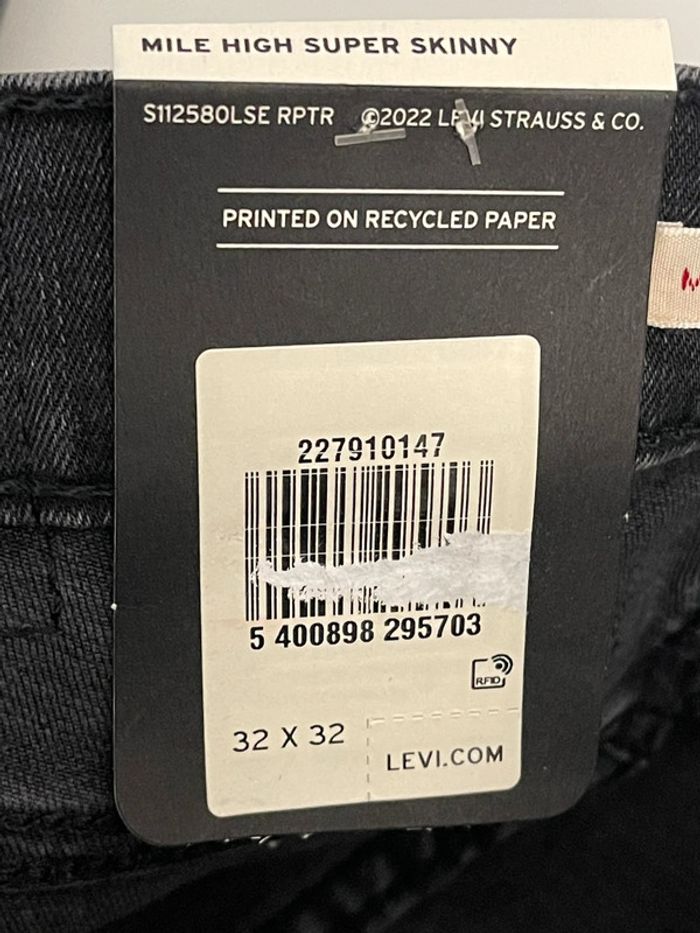 MILE HIGH SUPER SKINNY
S112580LSE RPTR ©2022 LEVI STRAUSS & CO.
PRINTED ON RECYCLED PAPER
227910147
5 400898 295703
RFID
32 X 32
LEVI.COM